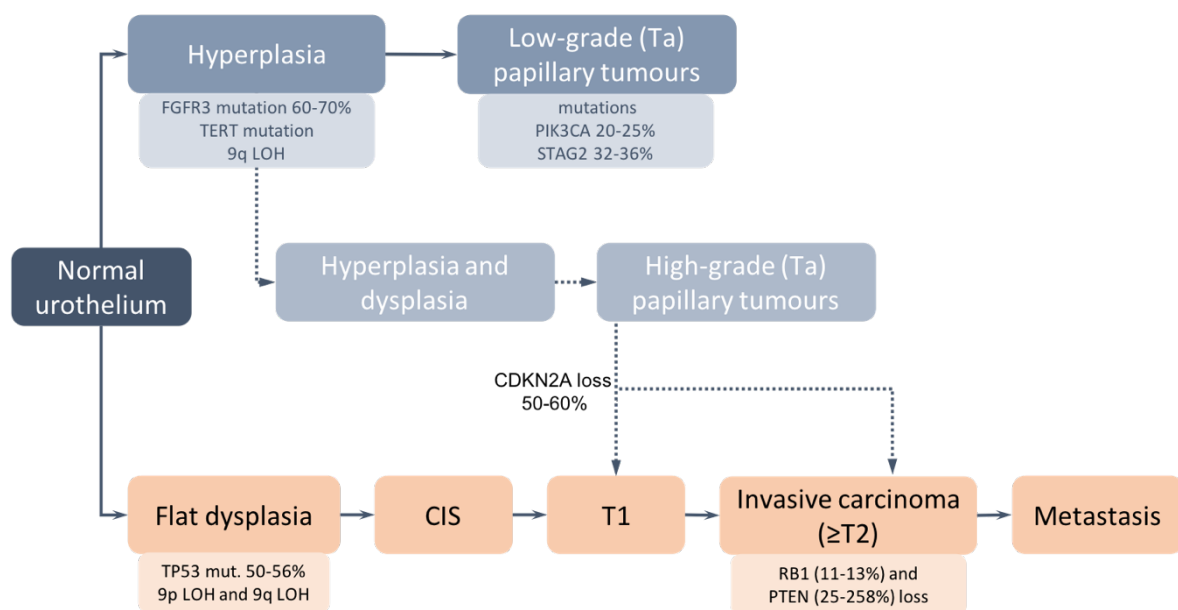 Hyperplasia
FGFR3 mutation 60-70%
TERT mutation
9q LOH
Low-grade (Ta)
papillary tumours
mutations
PIK3CA 20-25%
STAG2 32-36%
Normal
urothelium
Hyperplasia and
dysplasia
High-grade (Ta)
papillary tumours
CDKN2A loss
50-60%
Flat dysplasia
TP53 mut. 50-56%
9p LOH and 9q LOH
CIS
T1
Invasive carcinoma
(≥T2)
RB1 (11-13%) and
PTEN (25-258%) loss
Metastasis